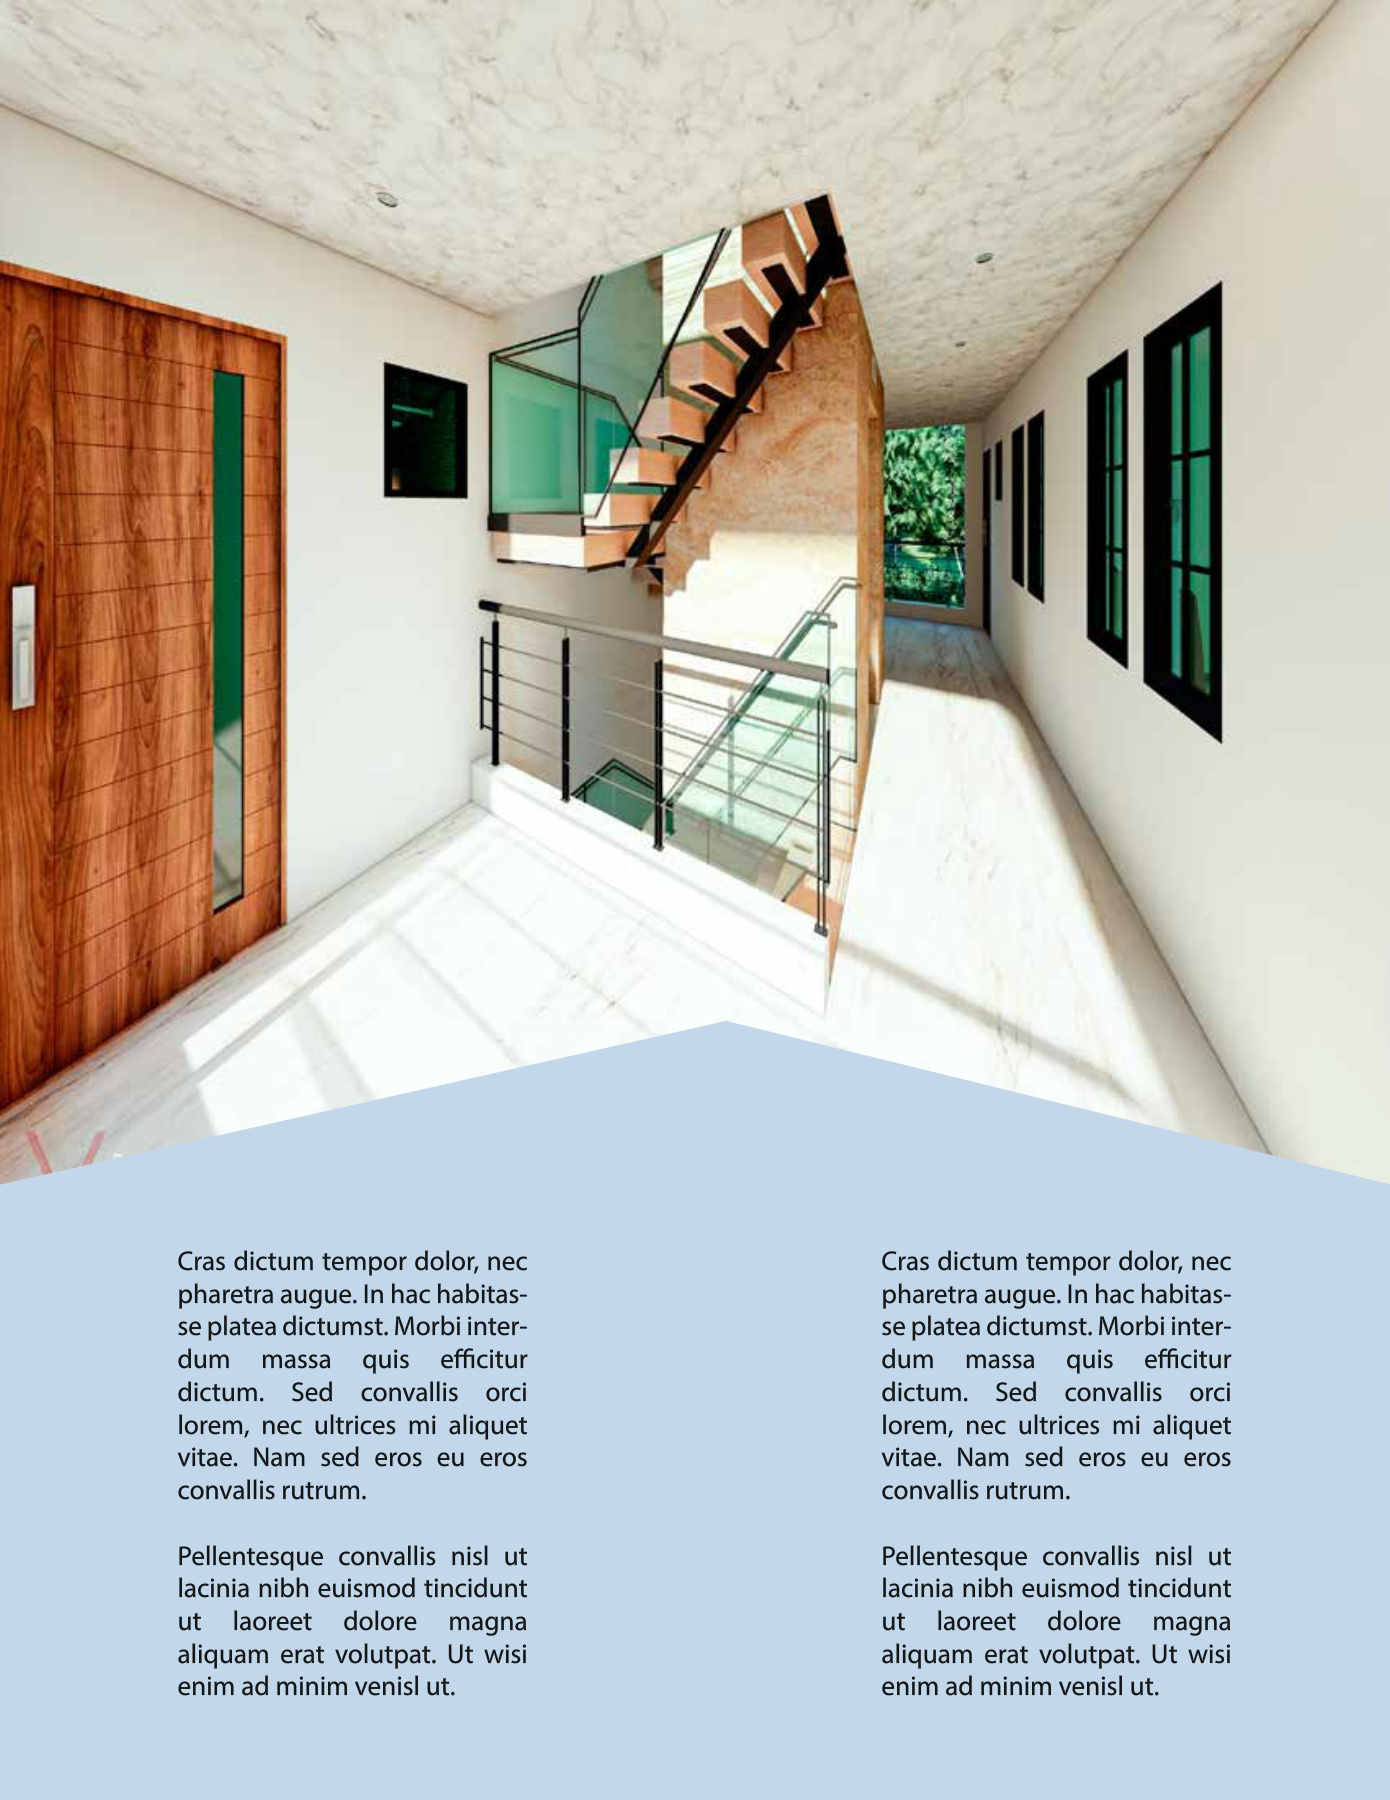 Cras dictum tempor dolor, nec
pharetra augue. In hac habitas-
se platea dictumst. Morbi inter-
dum massa quis efficitur
dictum. Sed convallis orci
lorem, nec ultrices mi aliquet
vitae. Nam sed eros eu eros
convallis rutrum.
Pellentesque convallis nisl ut
lacinia nibh euismod tincidunt
ut laoreet dolore magna
aliquam erat volutpat. Ut wisi
enim ad minim venisl ut.
Cras dictum tempor dolor, nec
pharetra augue. In hac habitas-
se platea dictumst. Morbi inter-
dum massa quis efficitur
dictum. Sed convallis orci
lorem, nec ultrices mi aliquet
vitae. Nam sed eros eu eros
convallis rutrum.
Pellentesque convallis nisl ut
lacinia nibh euismod tincidunt
ut laoreet dolore magna
aliquam erat volutpat. Ut wisi
enim ad minim venisl ut.